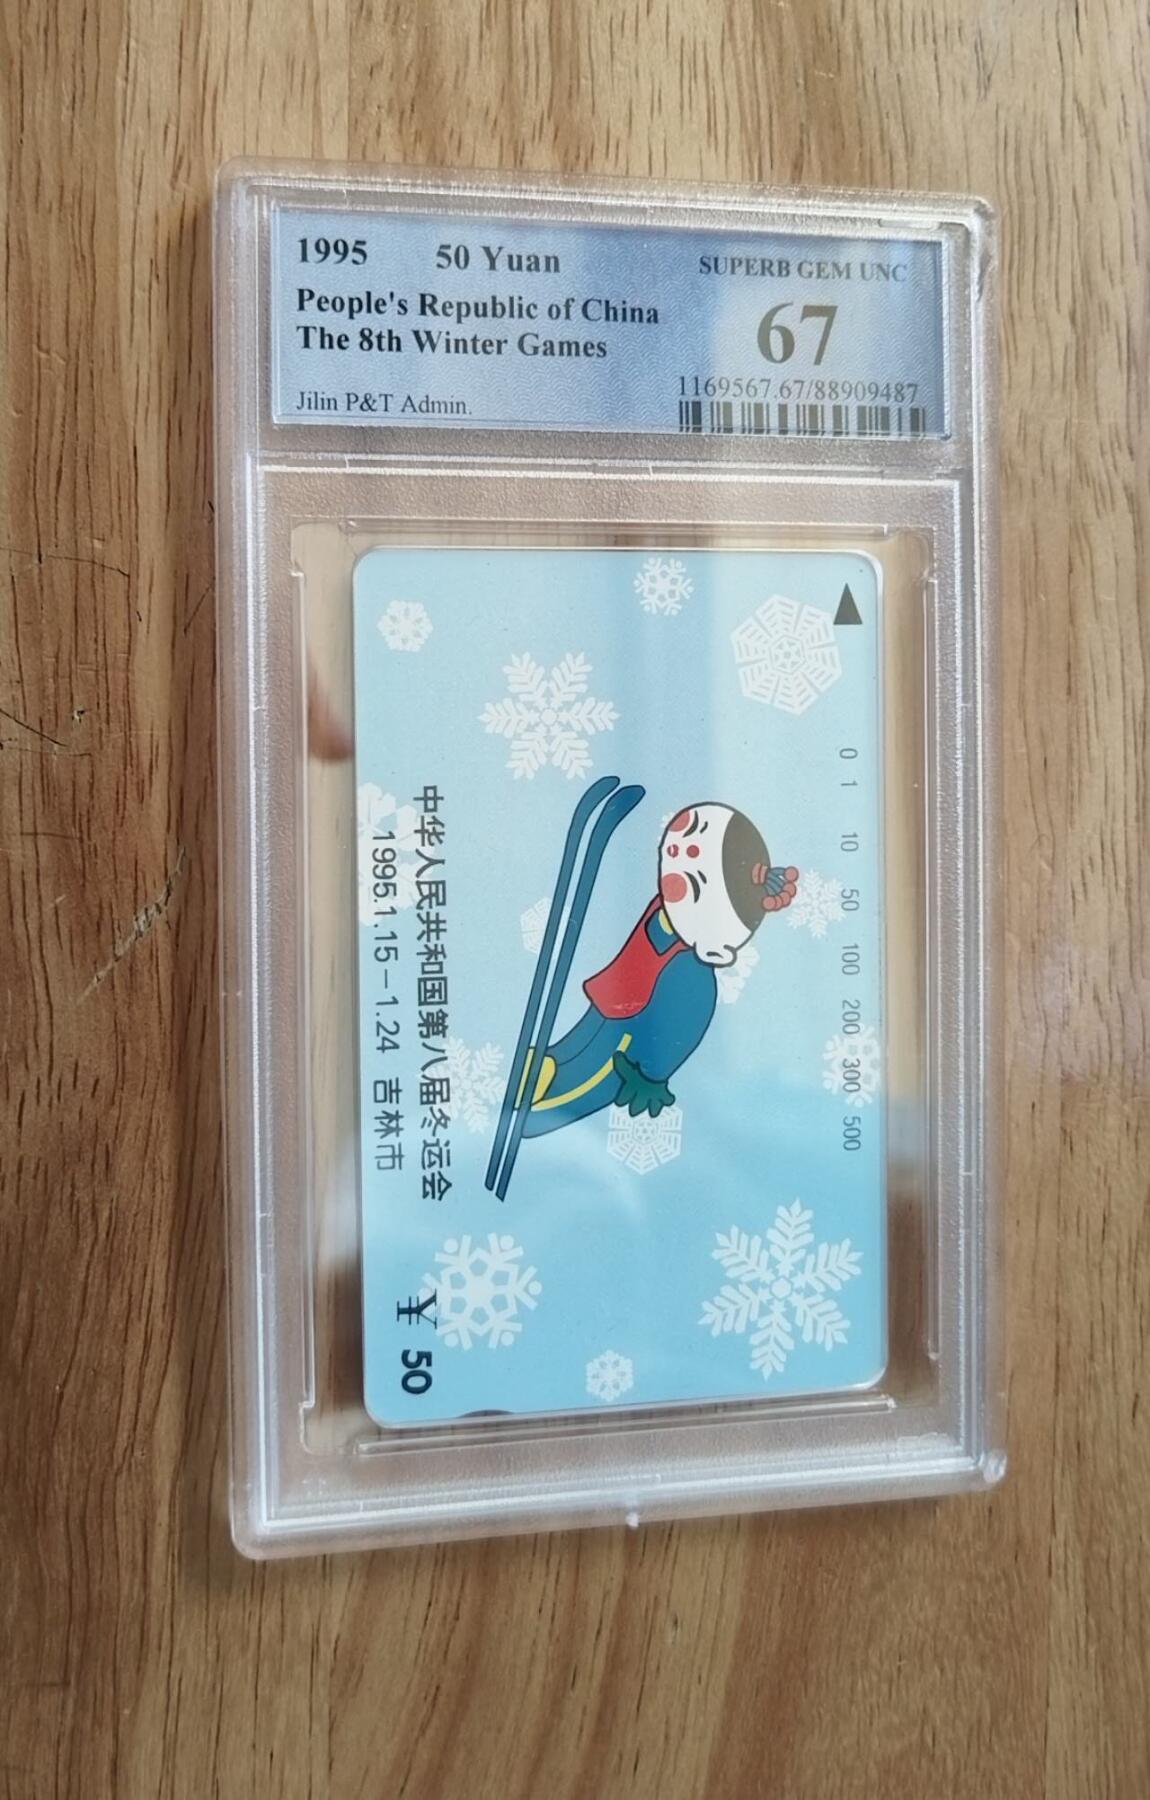 1995 50 Yuan
People's Republic of China
The 8th Winter Games
Jilin P&T Admin.
SUPERB GEM UNC
67
1169567.67/88909487
0 1 10 50 100 200 300 500
中华人民共和国第八届冬运会
1995.1.15-1.24 吉林市
¥ 50